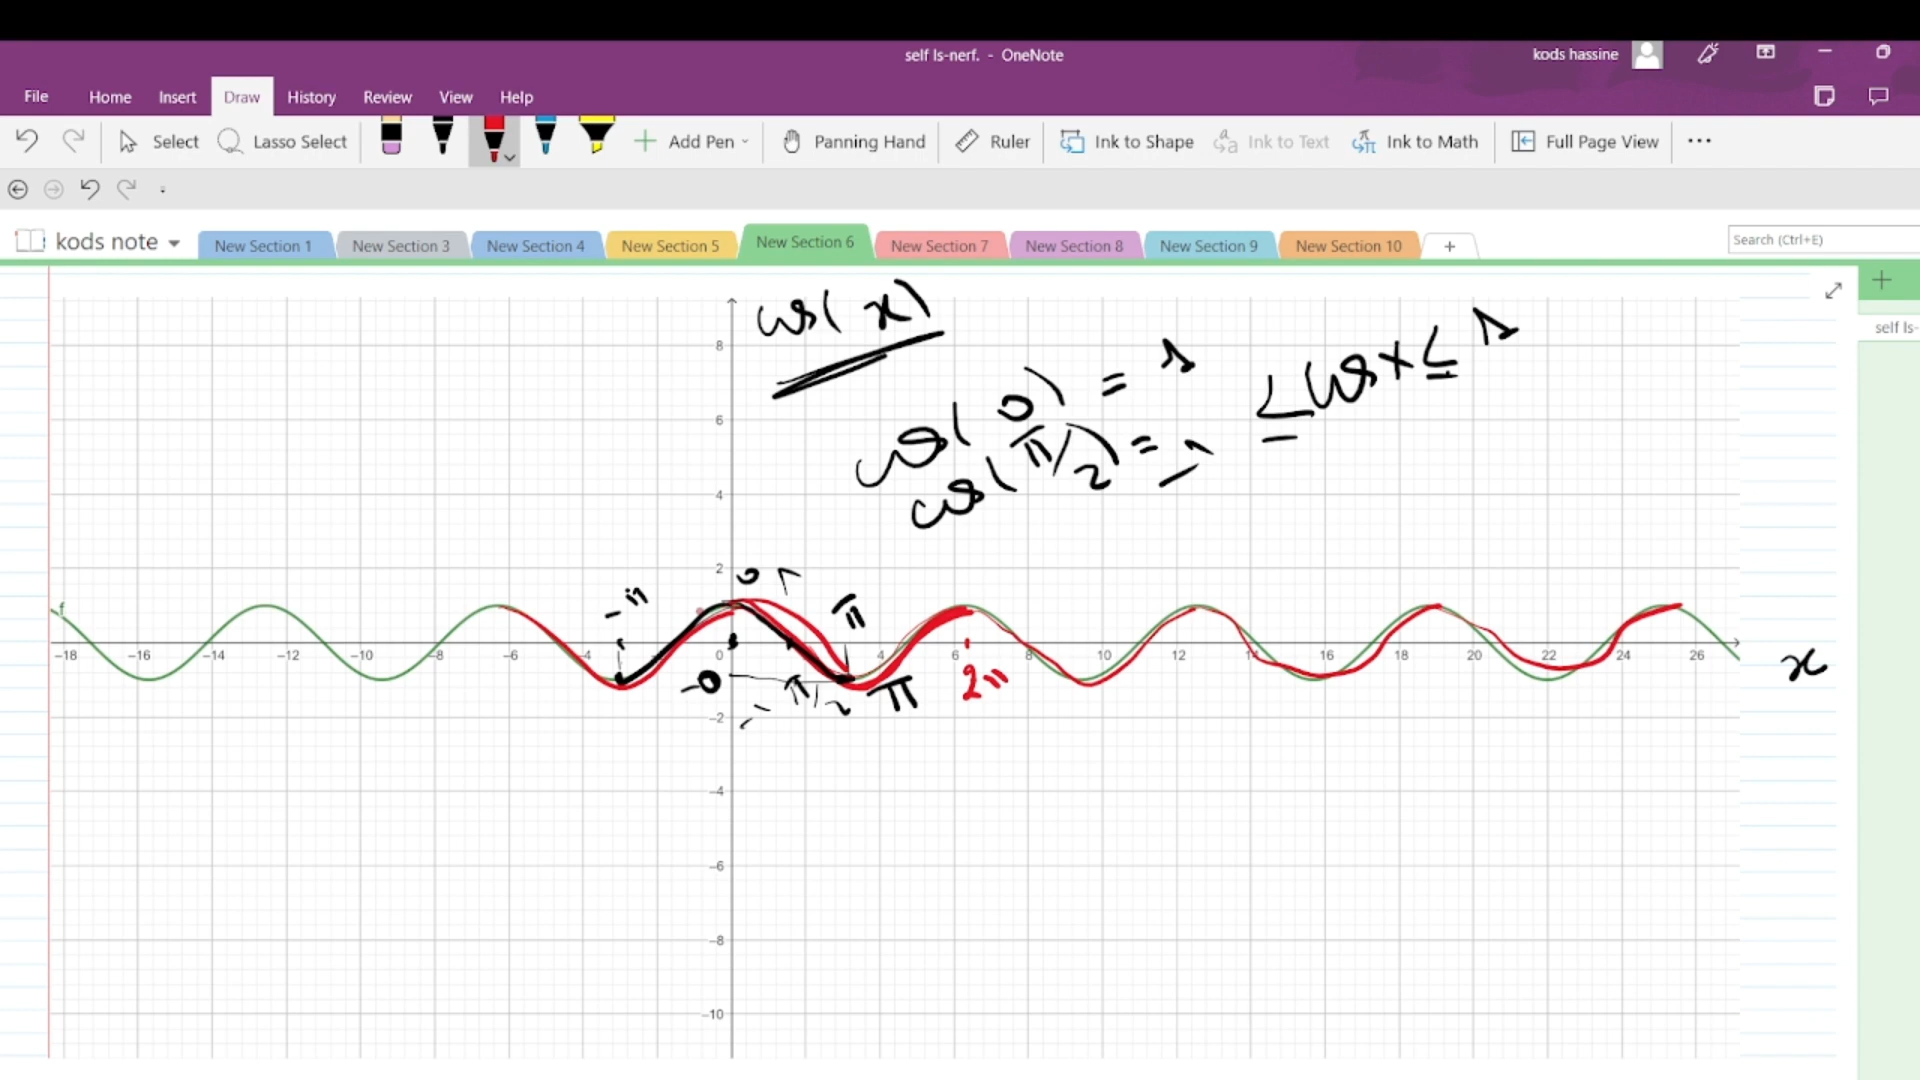 self ls-nerf. - OneNote
kods hassine
File Home Insert Draw History Review View Help
Select Lasso Select Add Pen Panning Hand Ruler Ink to Shape Ink to Text Ink to Math Full Page View
kods note New Section 1 New Section 3 New Section 4 New Section 5 New Section 6 New Section 7 New Section 8 New Section 9 New Section 10 +
Search (Ctrl+E)
self ls-
cos(x)
cos(0) = 1
≤ cos x ≤ 1
cos(π/2) = -1
8
6
4
2
0 1
-π
π
f
-18 -16 -14 -12 -10 -8 -6 -4 0 4 6 8 10 12 14 16 18 20 22 24 26
x
-0
π/2
π
2π
-2
-4
-6
-8
-10